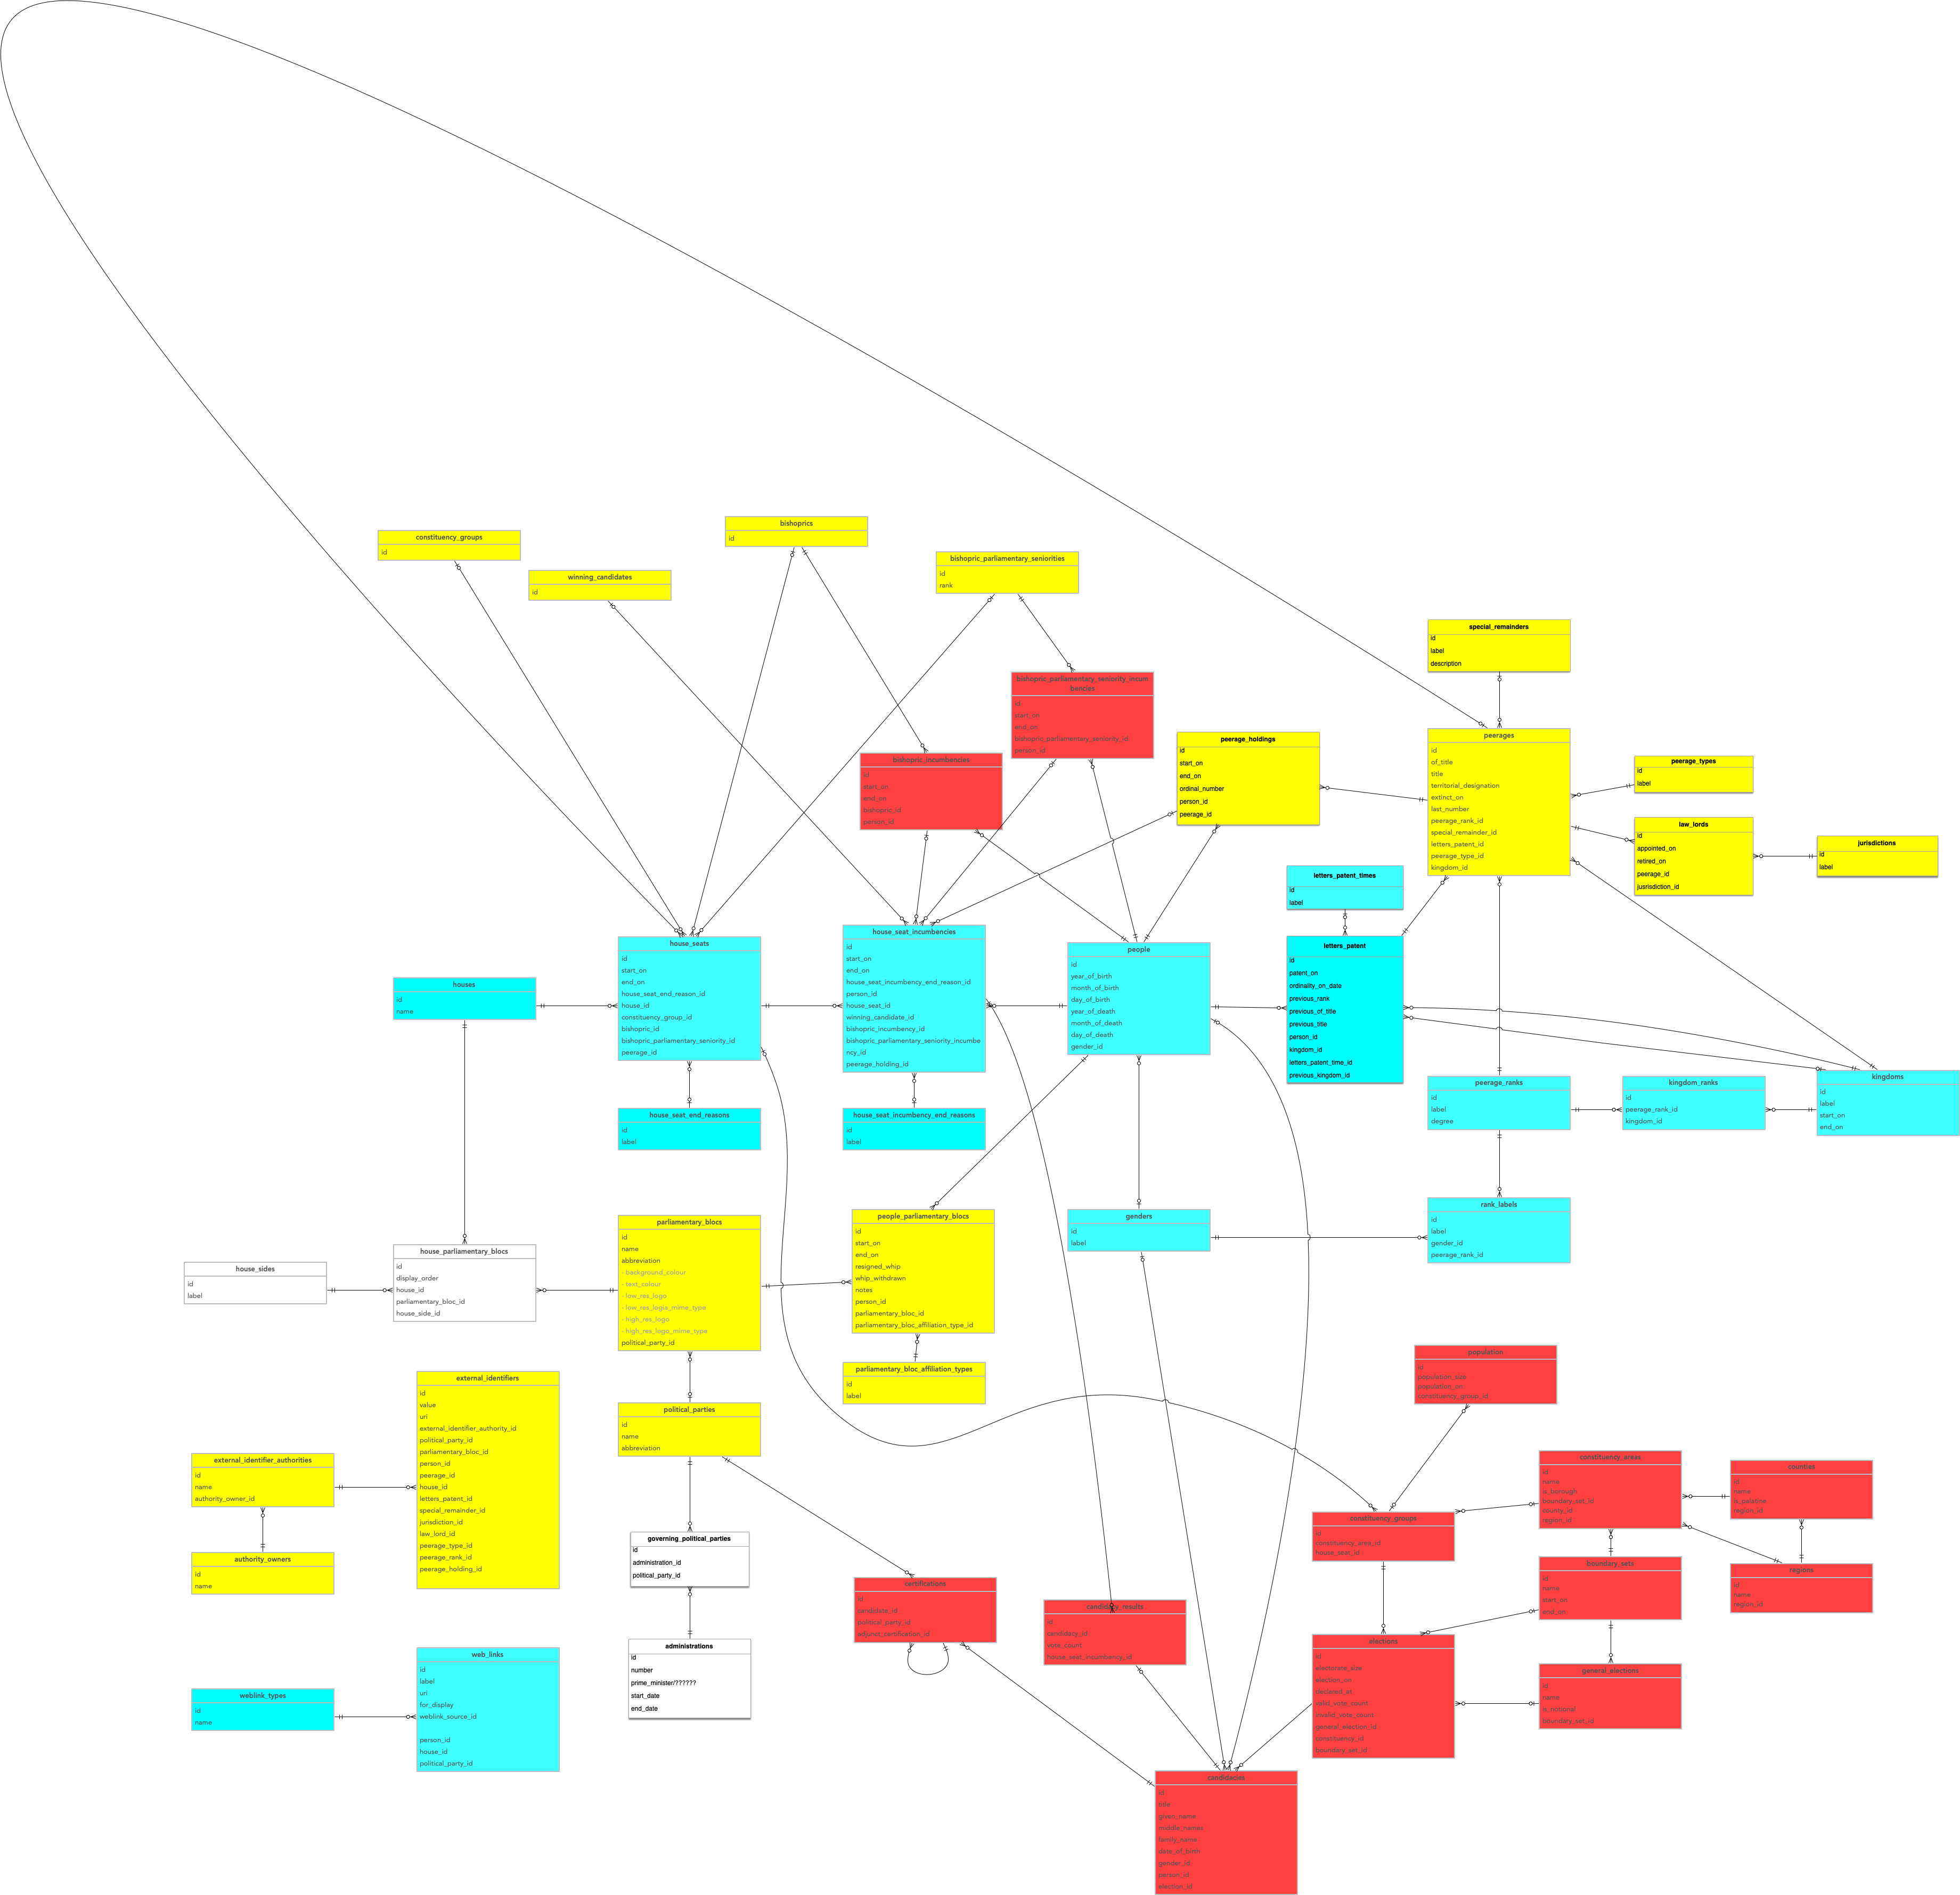 bishoprics
id
constituency_groups
id
winning_candidates
id
bishopric_parliamentary_seniorities
id
rank
special_remainders
id
label
description
bishopric_parliamentary_seniority_incum
bencies
id
start_on
end_on
bishopric_parliamentary_seniority_id
person_id
peerage_holdings
id
start_on
end_on
ordinal_number
person_id
peerage_id
peerages
id
of_title
title
territorial_designation
extinct_on
last_number
peerage_rank_id
special_remainder_id
letters_patent_id
peerage_type_id
kingdom_id
peerage_types
id
label
bishopric_incumbencies
id
start_on
end_on
bishopric_id
person_id
law_lords
id
appointed_on
retired_on
peerage_id
jusrisdiction_id
jurisdictions
id
label
letters_patent_times
id
label
house_seats
id
start_on
end_on
house_seat_end_reason_id
house_id
constituency_group_id
bishopric_id
bishopric_parliamentary_seniority_id
peerage_id
house_seat_incumbencies
id
start_on
end_on
house_seat_incumbency_end_reason_id
person_id
house_seat_id
winning_candidate_id
bishopric_incumbency_id
bishopric_parliamentary_seniority_incumbe
ncy_id
peerage_holding_id
people
id
year_of_birth
month_of_birth
day_of_birth
year_of_death
month_of_death
day_of_death
gender_id
letters_patent
id
patent_on
ordinality_on_date
previous_rank
previous_of_title
previous_title
person_id
kingdom_id
letters_patent_time_id
previous_kingdom_id
houses
id
name
peerage_ranks
id
label
degree
kingdom_ranks
id
peerage_rank_id
kingdom_id
kingdoms
id
label
start_on
end_on
house_seat_end_reasons
id
label
house_seat_incumbency_end_reasons
id
label
rank_labels
id
label
gender_id
peerage_rank_id
genders
id
label
people_parliamentary_blocs
id
start_on
end_on
resigned_whip
whip_withdrawn
notes
person_id
parliamentary_bloc_id
parliamentary_bloc_affiliation_type_id
parliamentary_blocs
id
name
abbreviation
- background_colour
- text_colour
- low_res_logo
- low_res_logix_mime_type
- high_res_logo
- high_res_logo_mime_type
political_party_id
house_parliamentary_blocs
id
display_order
house_id
parliamentary_bloc_id
house_side_id
house_sides
id
label
parliamentary_bloc_affiliation_types
id
label
population
id
population_size
population_on
constituency_group_id
external_identifiers
id
value
uri
external_identifier_authority_id
political_party_id
parliamentary_bloc_id
person_id
peerage_id
house_id
letters_patent_id
special_remainder_id
jurisdiction_id
law_lord_id
peerage_type_id
peerage_rank_id
peerage_holding_id
political_parties
id
name
abbreviation
external_identifier_authorities
id
name
authority_owner_id
constituency_areas
id
name
is_borough
boundary_set_id
county_id
region_id
counties
id
name
is_palatine
region_id
constituency_groups
id
constituency_area_id
house_seat_id
governing_political_parties
id
administration_id
political_party_id
authority_owners
id
name
boundary_sets
id
name
start_on
end_on
regions
id
name
region_id
certifications
id
candidate_id
political_party_id
adjunct_certification_id
candidacy_results
id
candidacy_id
vote_count
house_seat_incumbency_id
elections
id
electorate_size
election_on
declared_at
valid_vote_count
invalid_vote_count
general_election_id
constituency_id
boundary_set_id
general_elections
id
name
is_notional
boundary_set_id
administrations
id
number
prime_minister/??????
start_date
end_date
web_links
id
label
uri
for_display
weblink_source_id
person_id
house_id
political_party_id
weblink_types
id
name
candidacies
id
title
given_name
middle_names
family_name
date_of_birth
gender_id
person_id
election_id